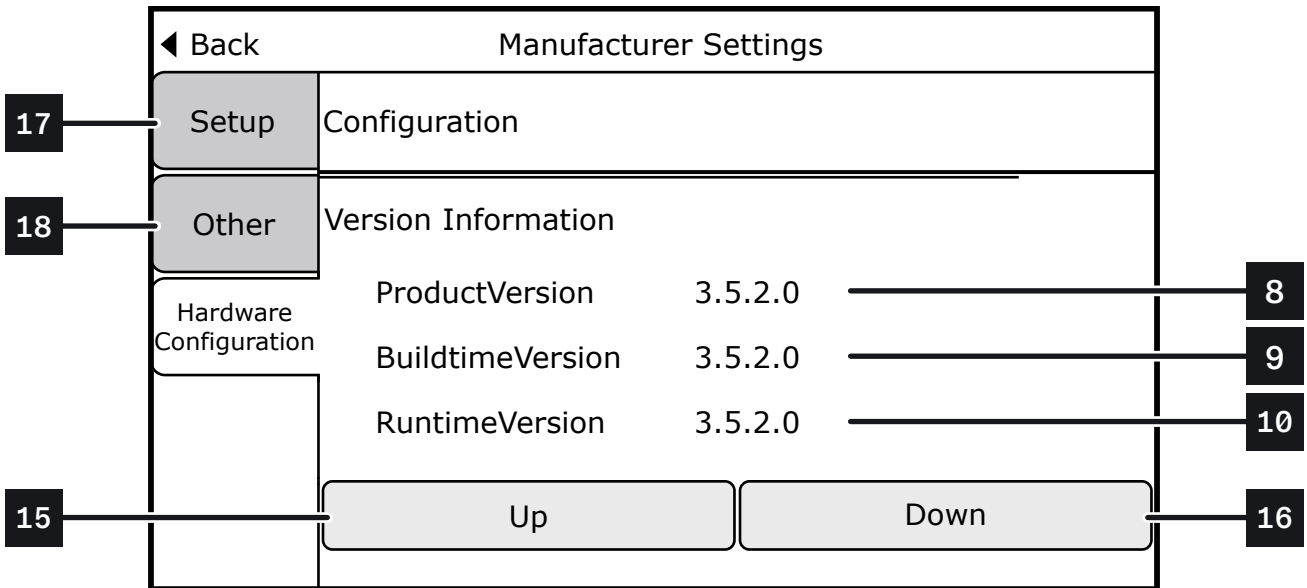 Back Manufacturer Settings
17 Setup Configuration
18 Other Version Information
ProductVersion 3.5.2.0 8
Hardware
Configuration
BuildtimeVersion 3.5.2.0 9
RuntimeVersion 3.5.2.0 10
15 Up Down 16